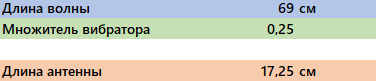 Длина волны 69 см
Множитель вибратора 0,25
Длина антенны 17,25 см